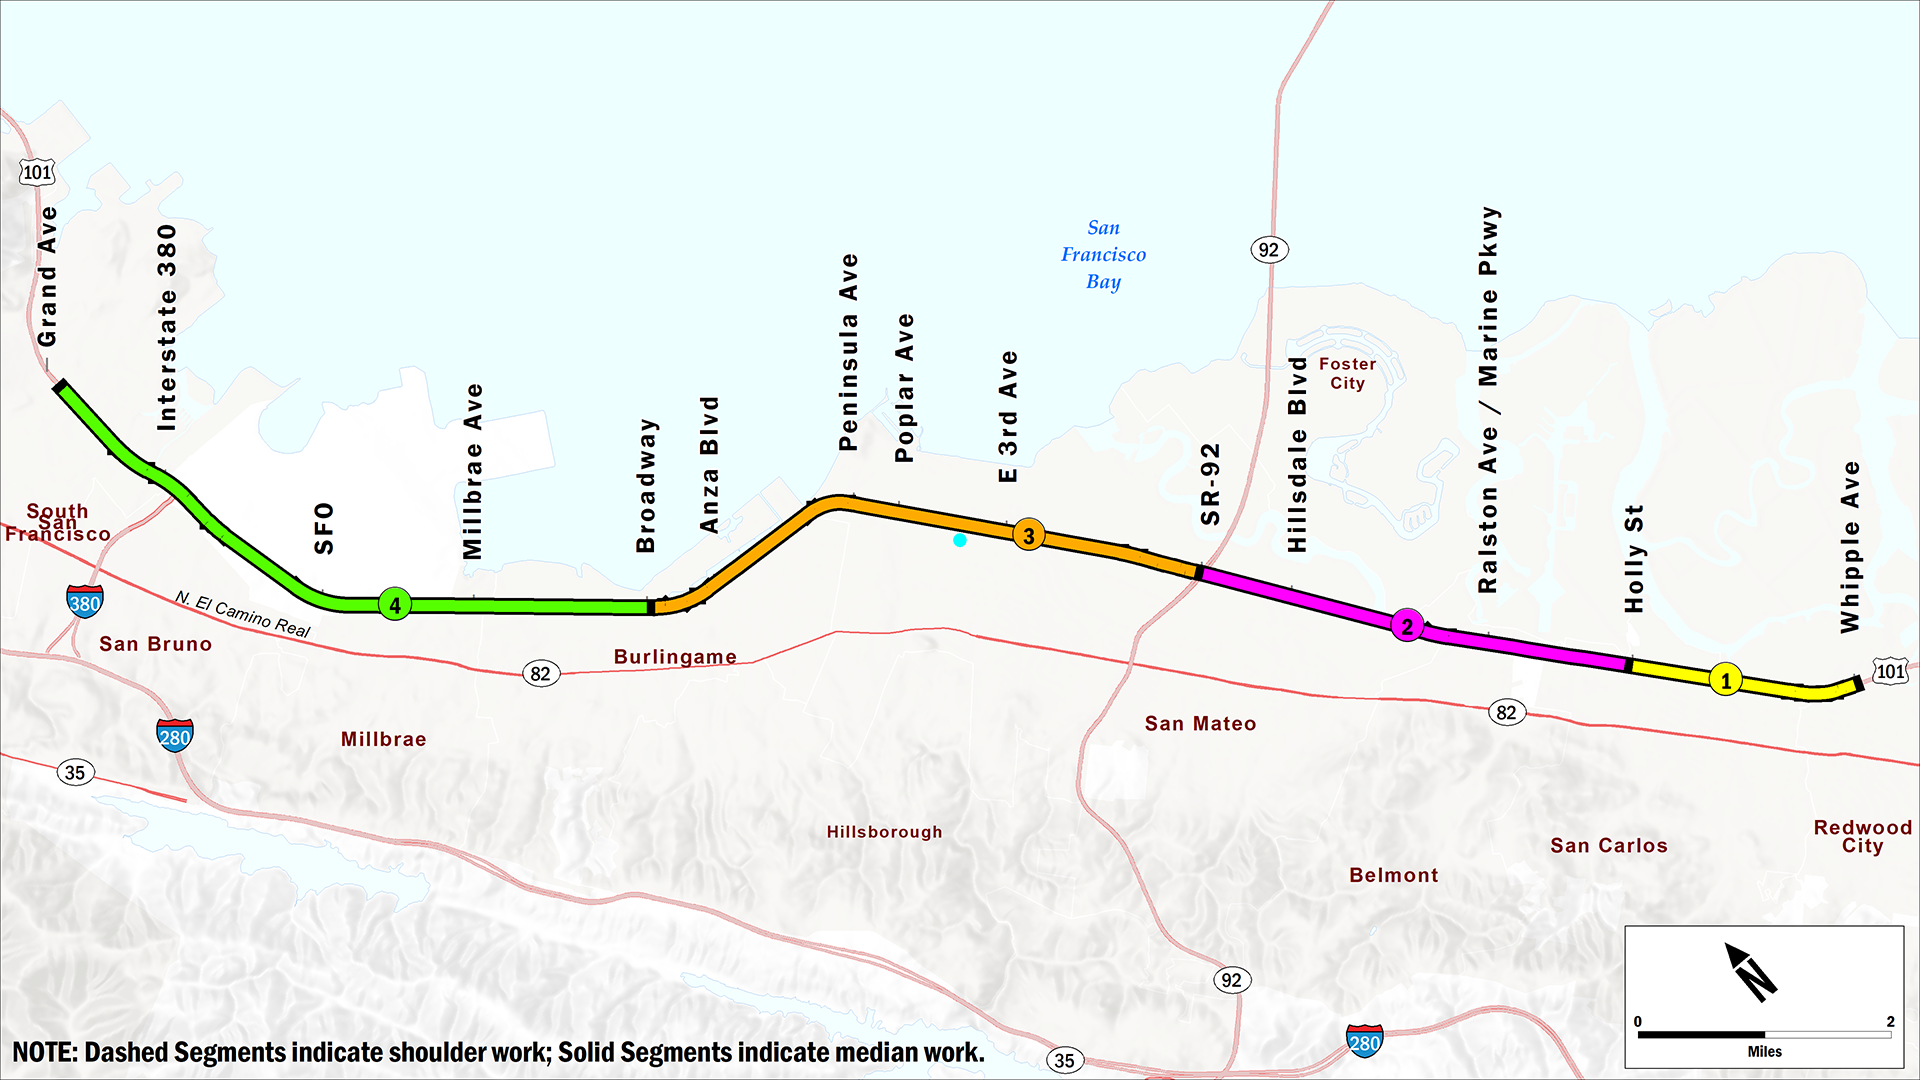 101
Grand Ave
Interstate 380
SFO
Millbrae Ave
Broadway
Anza Blvd
Peninsula Ave
Poplar Ave
E 3rd Ave
San
Francisco
Bay
92
SR-92
Hillsdale Blvd
Foster
City
Ralston Ave / Marine Pkwy
Holly St
Whipple Ave
South
San
Francisco
380
N. El Camino Real
San Bruno
4
3
2
1
101
82
Burlingame
82
280
Millbrae
35
San Mateo
Hillsborough
Belmont
San Carlos
Redwood
City
92
280
35
N
0
2
Miles
NOTE: Dashed Segments indicate shoulder work; Solid Segments indicate median work.